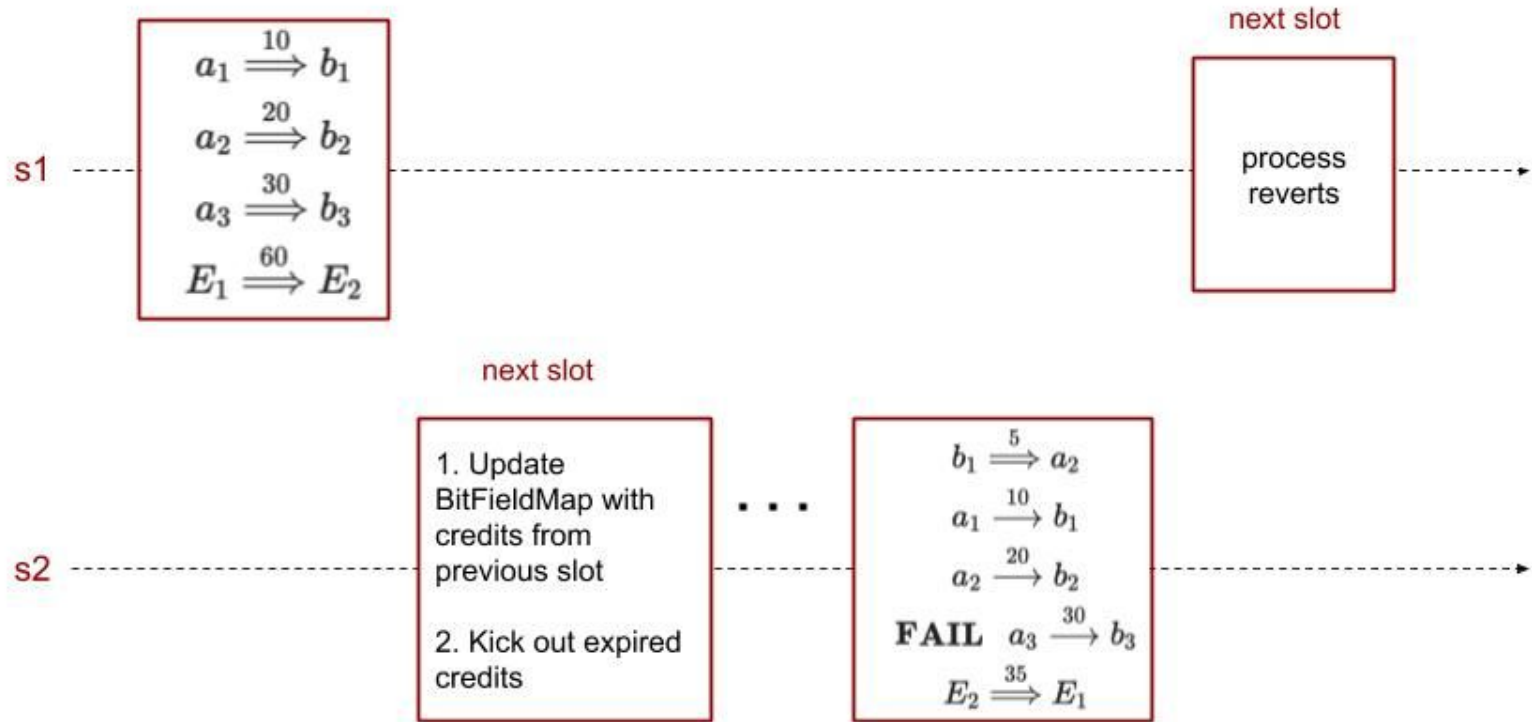 next slot
s1
a₁ ⟹ b₁ 10
a₂ ⟹ b₂ 20
a₃ ⟹ b₃ 30
E₁ ⟹ E₂ 60
process
reverts
next slot
s2
1. Update
BitFieldMap with
credits from
previous slot
2. Kick out expired
credits
. . .
b₁ ⟹ a₂ 5
a₁ ⟶ b₁ 10
a₂ ⟶ b₂ 20
FAIL a₃ ⟶ b₃ 30
E₂ ⟹ E₁ 35